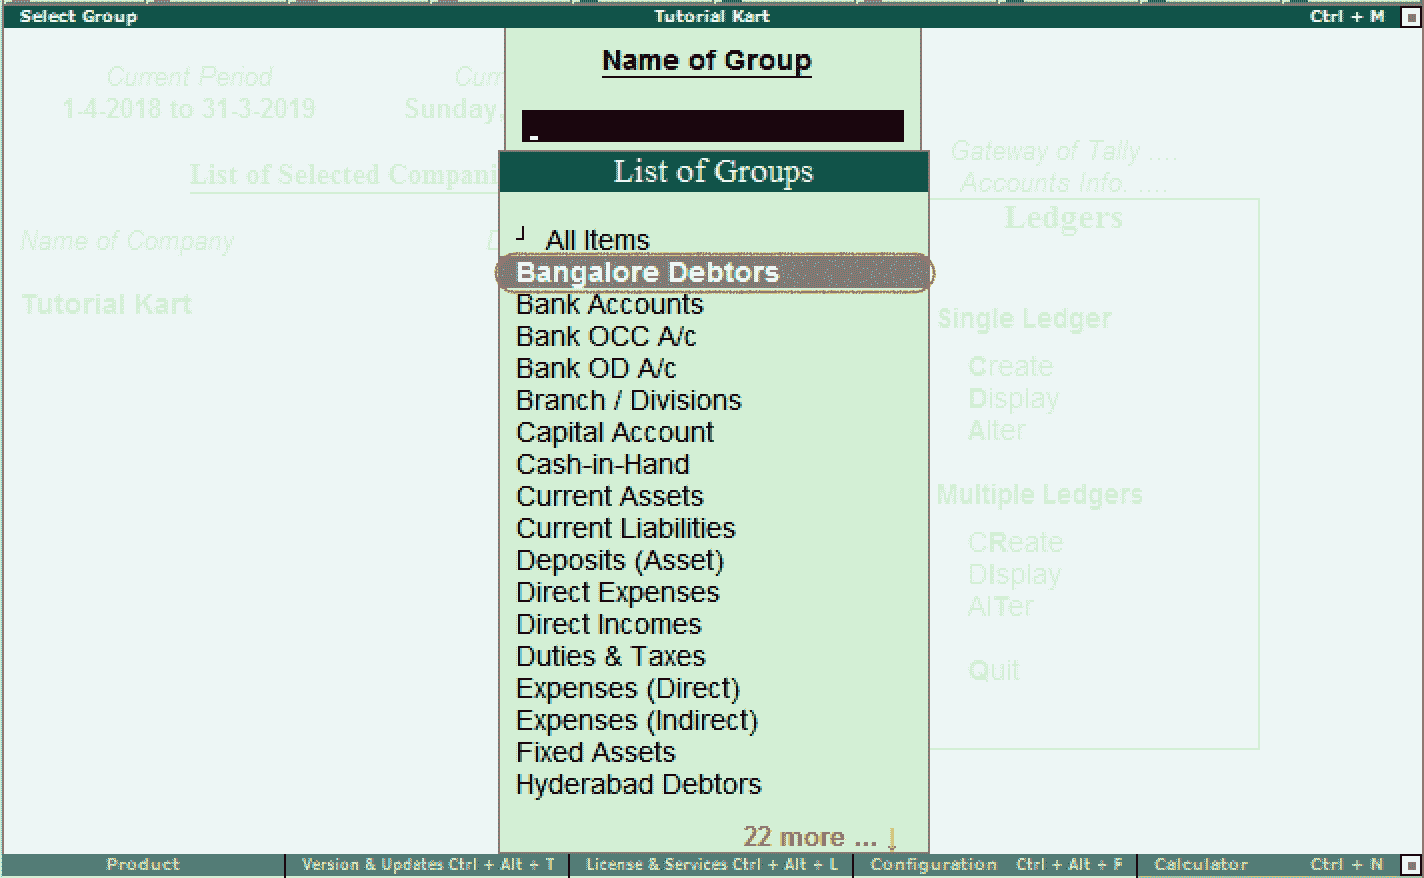 Select Group Tutorial Kart Ctrl + M
Name of Group
Current Period
1-4-2018 to 31-3-2019
Sunday,
List of Groups
Gateway of Tally ....
Accounts Info. ....
List of Selected
Ledgers
Name of Company
Tutorial Kart
┘ All Items
Bangalore Debtors
Bank Accounts
Bank OCC A/c
Bank OD A/c
Branch / Divisions
Capital Account
Cash-in-Hand
Current Assets
Current Liabilities
Deposits (Asset)
Direct Expenses
Direct Incomes
Duties & Taxes
Expenses (Direct)
Expenses (Indirect)
Fixed Assets
Hyderabad Debtors
22 more ... ↓
Single Ledger
Create
Display
Alter
Multiple Ledgers
CReate
DIsplay
AlTer
Quit
Product Version & Updates Ctrl + Alt + T License & Services Ctrl + Alt + L Configuration Ctrl + Alt + F Calculator Ctrl + N